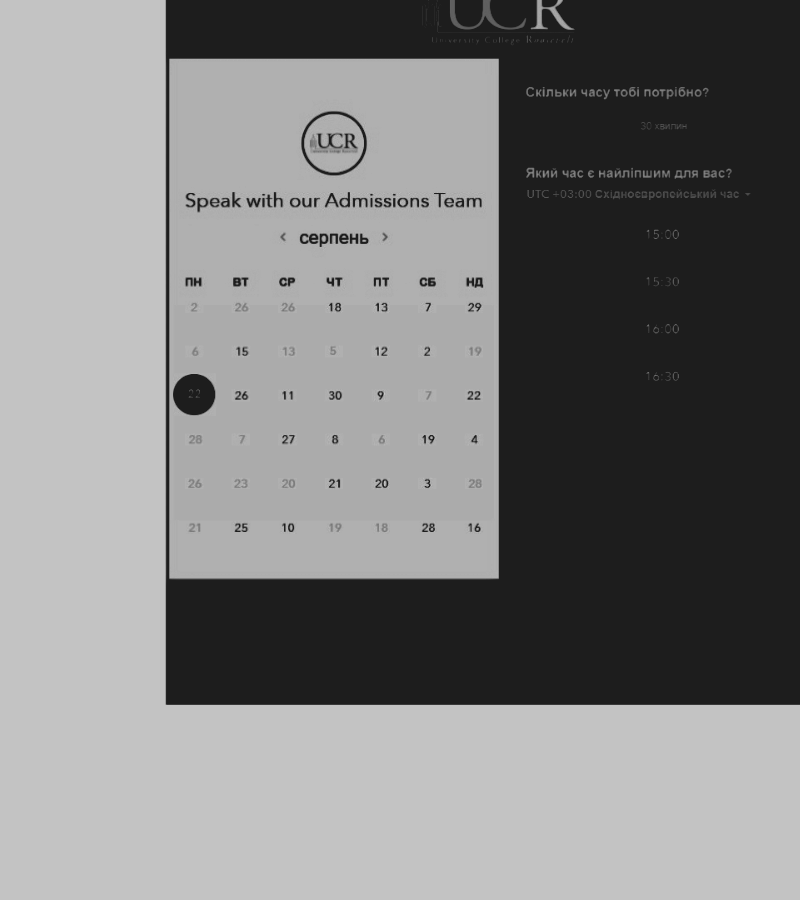 UCR
University College Roosevelt
UCR
Speak with our Admissions Team
серпень
ПН ВТ СР ЧТ ПТ СБ НД
2 26 26 18 13 7 29
6 15 13 5 12 2 19
22 26 11 30 9 7 22
28 7 27 8 6 19 4
26 23 20 21 20 3 28
21 25 10 19 18 28 16
Скільки часу тобі потрібно?
30 хвилин
Який час є найліпшим для вас?
UTC +03:00 Східноєвропейський час
15:00
15:30
16:00
16:30